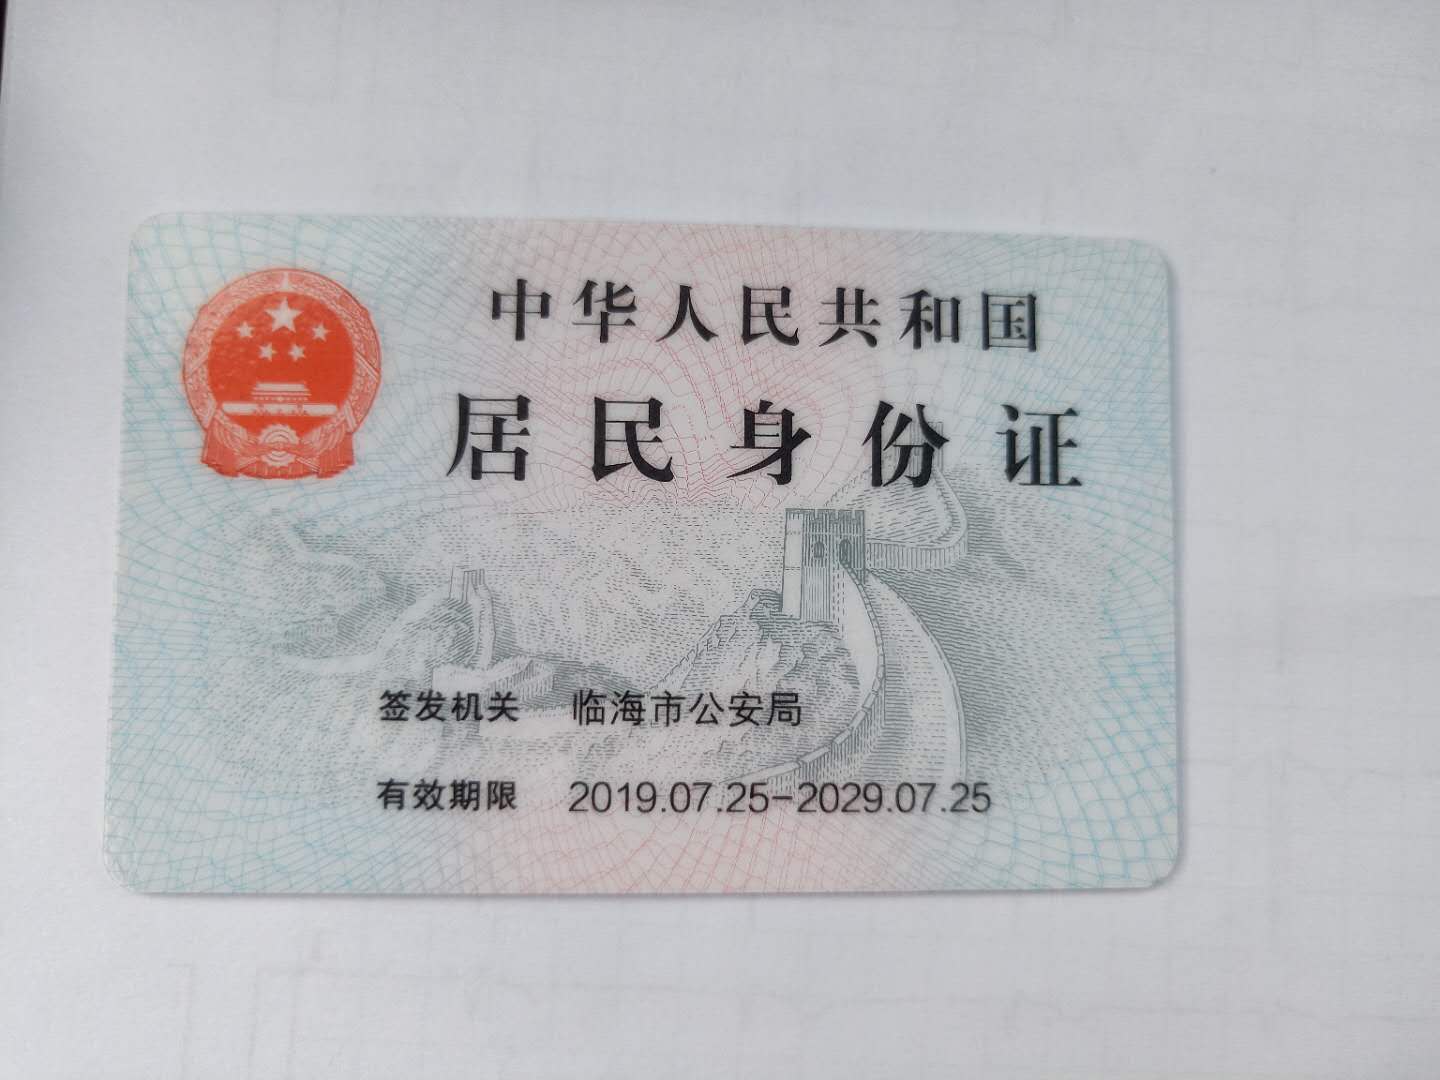 中华人民共和国
居民身份证
签发机关 临海市公安局
有效期限 2019.07.25-2029.07.25